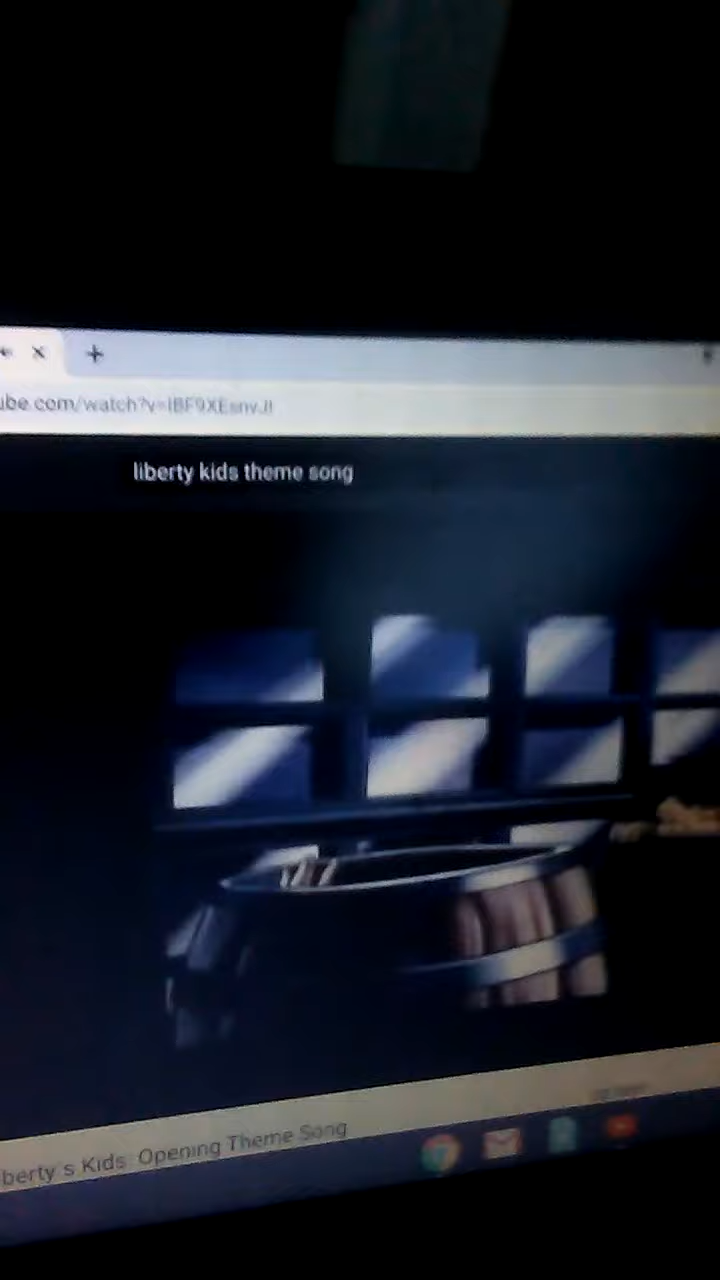 ube.com/watch?v=
liberty kids theme song
berty's Kids Opening Theme Song